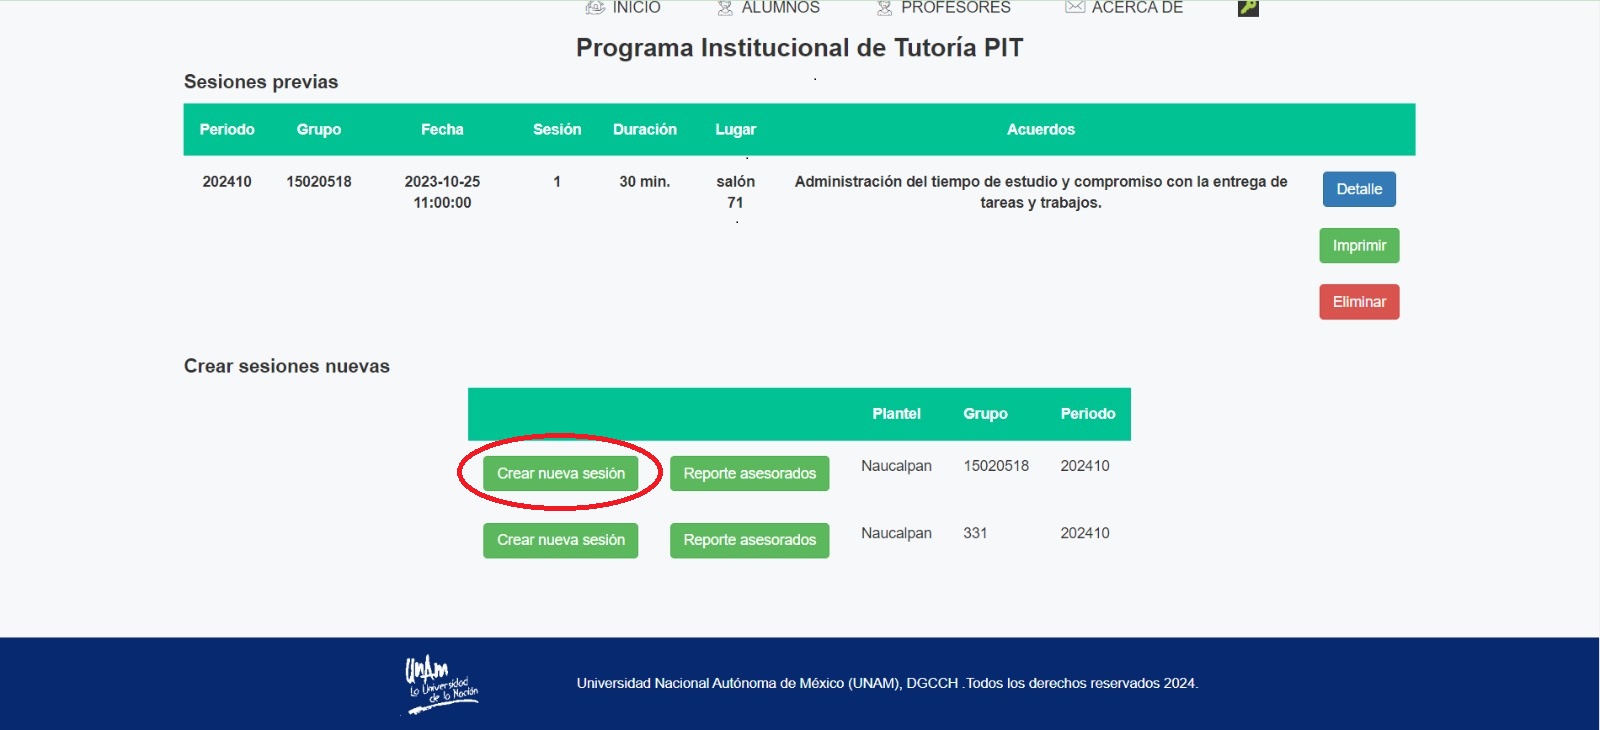 INICIO ALUMNOS PROFESORES ACERCA DE
Programa Institucional de Tutoría PIT
Sesiones previas
Periodo Grupo Fecha Sesión Duración Lugar Acuerdos
202410 15020518 2023-10-25 11:00:00 1 30 min. salón 71 Administración del tiempo de estudio y compromiso con la entrega de tareas y trabajos.
Detalle
Imprimir
Eliminar
Crear sesiones nuevas
Plantel Grupo Periodo
Crear nueva sesión Reporte asesorados Naucalpan 15020518 202410
Crear nueva sesión Reporte asesorados Naucalpan 331 202410
UnAm
La Universidad
de la Nación
Universidad Nacional Autónoma de México (UNAM), DGCCH .Todos los derechos reservados 2024.